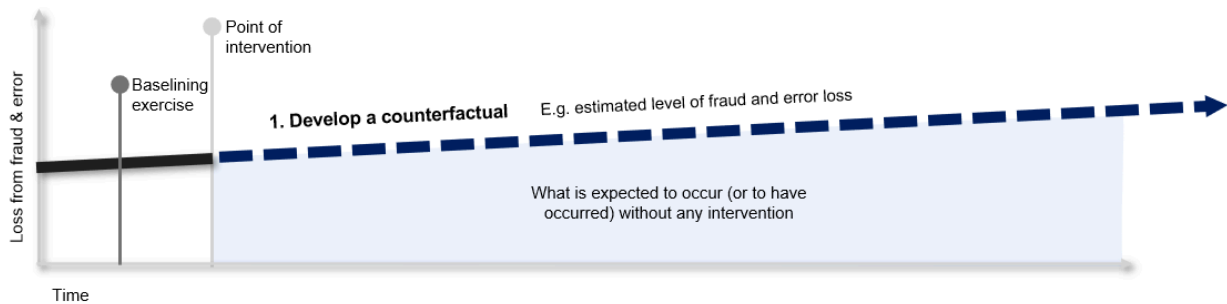 Point of
intervention
Baselining
exercise
1. Develop a counterfactual
E.g. estimated level of fraud and error loss
What is expected to occur (or to have
occurred) without any intervention
Loss from fraud & error
Time